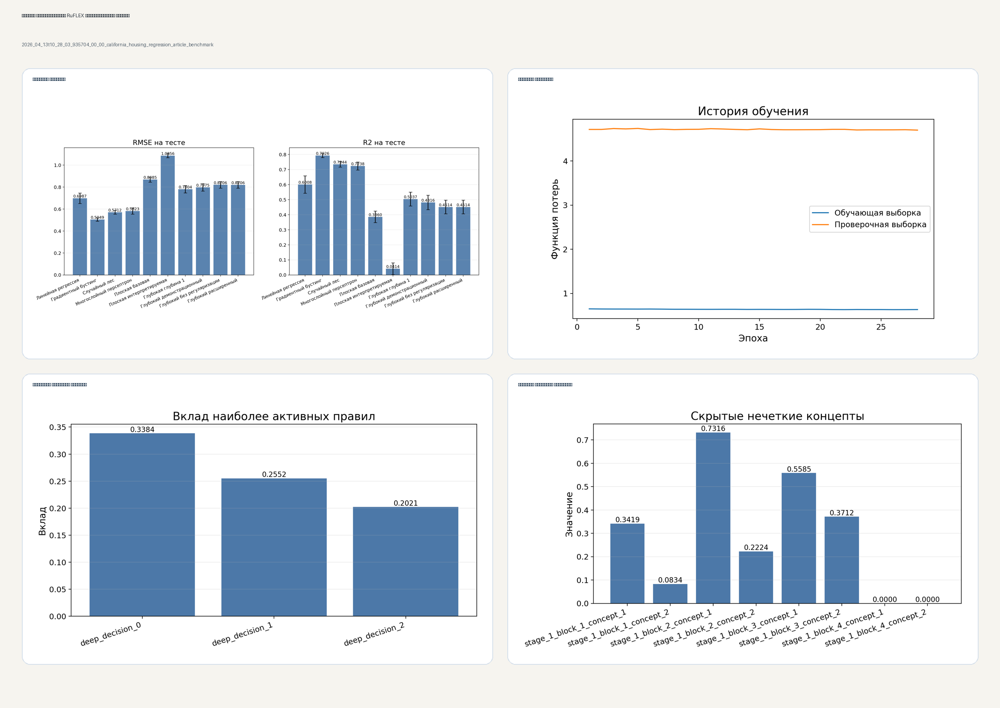 RuFLEX:
2026_04_13t10_28_03_935704_00_00_california_housing_regression_article_benchmark
RMSE на тесте
1.0
0.8
0.6
0.4
0.2
0.0
0.6987
0.5049
0.5712
0.5823
0.8685
1.0856
0.7804
0.7975
0.8206
0.8206
Линейная регрессия
Градиентный бустинг
Случайный лес
Многослойный персептрон
Плоская базовая
Плоская интерпретируемая
Глубокая глубина 1
Глубокий демонстрационный
Глубокий без регуляризации
Глубокий расширенный
R2 на тесте
0.8
0.7
0.6
0.5
0.4
0.3
0.2
0.1
0.0
0.6008
0.7926
0.7344
0.7238
0.3860
0.0414
0.5037
0.4816
0.4514
0.4514
Линейная регрессия
Градиентный бустинг
Случайный лес
Многослойный персептрон
Плоская базовая
Плоская интерпретируемая
Глубокая глубина 1
Глубокий демонстрационный
Глубокий без регуляризации
Глубокий расширенный
История обучения
Функция потерь
4
3
2
1
Обучающая выборка
Проверочная выборка
0
5
10
15
20
25
Эпоха
Вклад наиболее активных правил
Вклад
0.35
0.30
0.25
0.20
0.15
0.10
0.05
0.00
0.3384
0.2552
0.2021
deep_decision_0
deep_decision_1
deep_decision_2
Скрытые нечеткие концепты
Значение
0.7
0.6
0.5
0.4
0.3
0.2
0.1
0.0
0.3419
0.0834
0.7316
0.2224
0.5585
0.3712
0.0000
0.0000
stage_1_block_1_concept_1
stage_1_block_1_concept_2
stage_1_block_2_concept_1
stage_1_block_2_concept_2
stage_1_block_3_concept_1
stage_1_block_3_concept_2
stage_1_block_4_concept_1
stage_1_block_4_concept_2